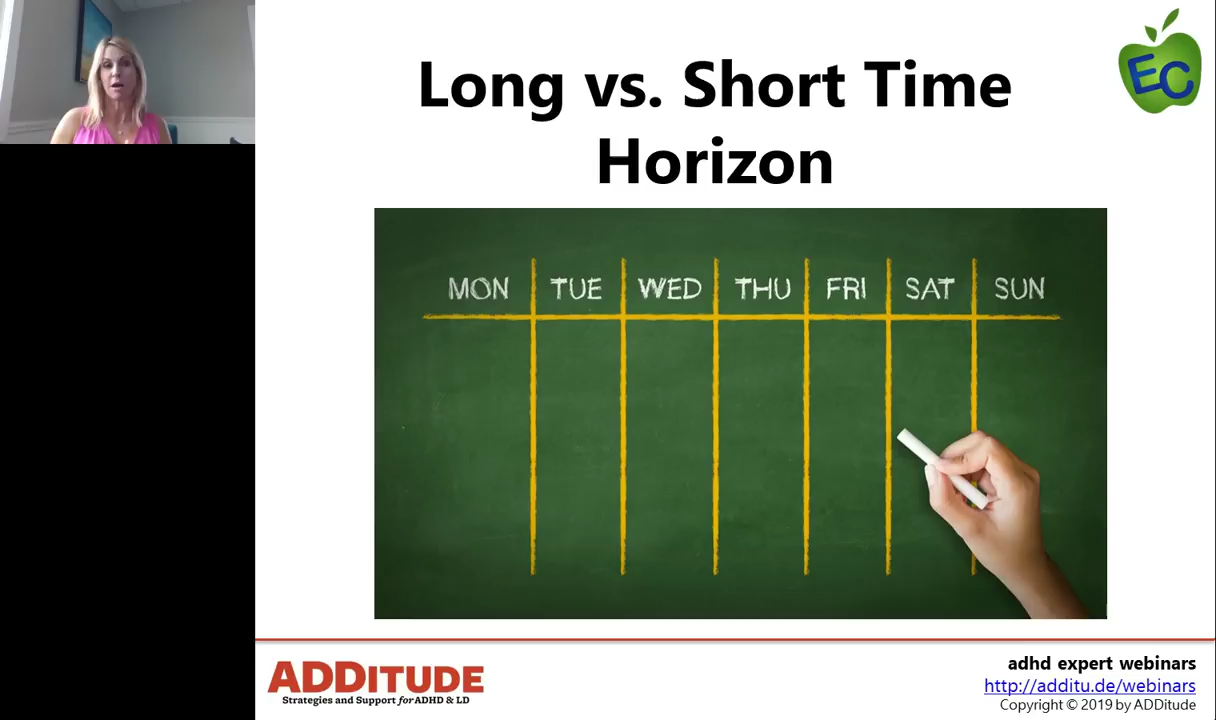 Long vs. Short Time
Horizon
EC
MON TUE WED THU FRI SAT SUN
ADDITUDE
Strategies and Support for ADHD & LD
adhd expert webinars
http://additu.de/webinars
Copyright © 2019 by ADDitude